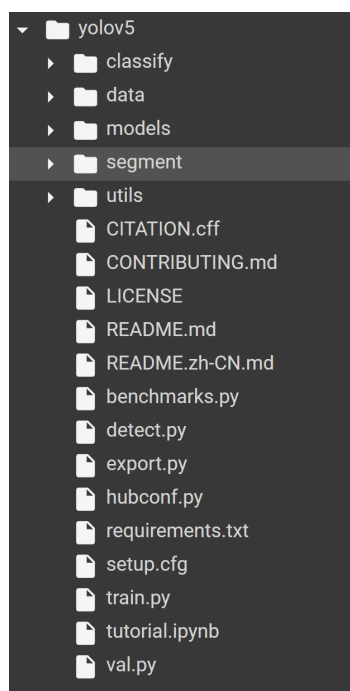 yolov5
classify
data
models
segment
utils
CITATION.cff
CONTRIBUTING.md
LICENSE
README.md
README.zh-CN.md
benchmarks.py
detect.py
export.py
hubconf.py
requirements.txt
setup.cfg
train.py
tutorial.ipynb
val.py